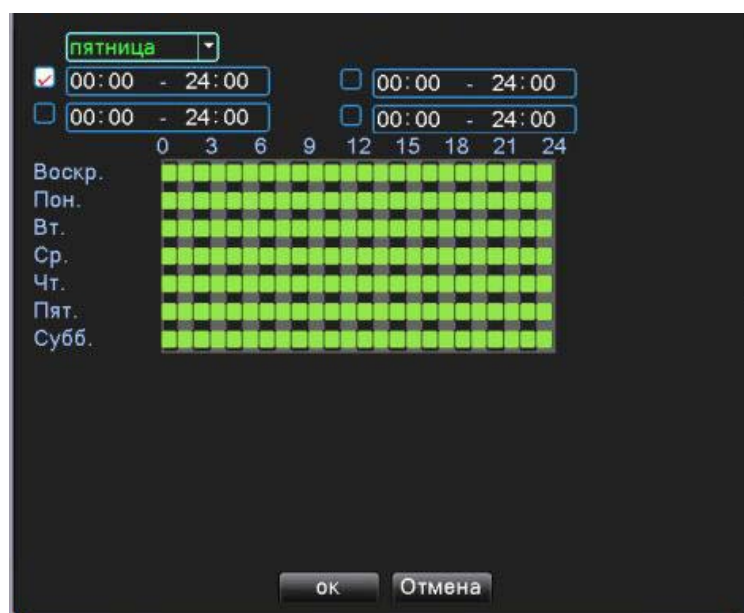 пятница
00:00 - 24:00 00:00 - 24:00
00:00 - 24:00 00:00 - 24:00
0 3 6 9 12 15 18 21 24
Воскр.
Пон.
Вт.
Ср.
Чт.
Пят.
Субб.
ок Отмена